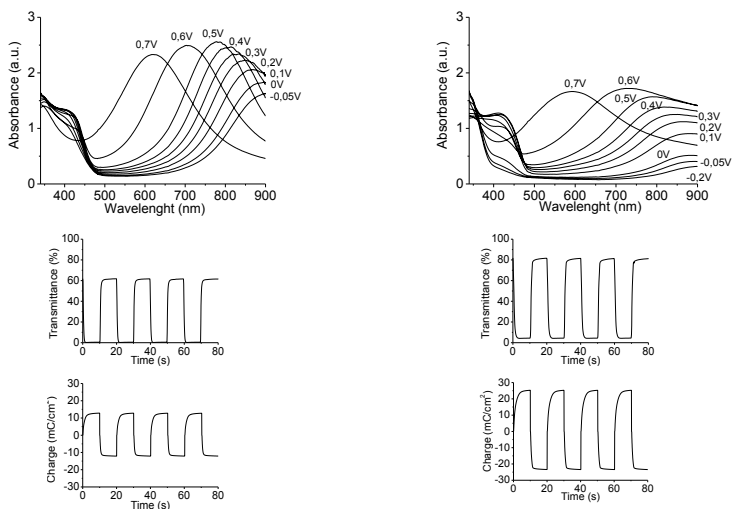 3
2
1
0
Absorbance (a.u.)
0,7V
0,6V
0,5V
0,4V
0,3V
0,2V
0,1V
0V
-0,05V
400 500 600 700 800 900
Wavelenght (nm)
3
2
1
0
Absorbance (a.u.)
0,7V
0,6V
0,5V
0,4V
0,3V
0,2V
0,1V
0V
-0,05V
-0,2V
400 500 600 700 800 900
Wavelenght (nm)
100
80
60
40
20
0
Transmittance (%)
0 20 40 60 80
Time (s)
100
80
60
40
20
0
Transmittance (%)
0 20 40 60 80
Time (s)
30
20
10
0
-10
-20
-30
Charge (mC/cm²)
0 20 40 60 80
Time (s)
30
20
10
0
-10
-20
-30
Charge (mC/cm²)
0 20 40 60 80
Time (s)